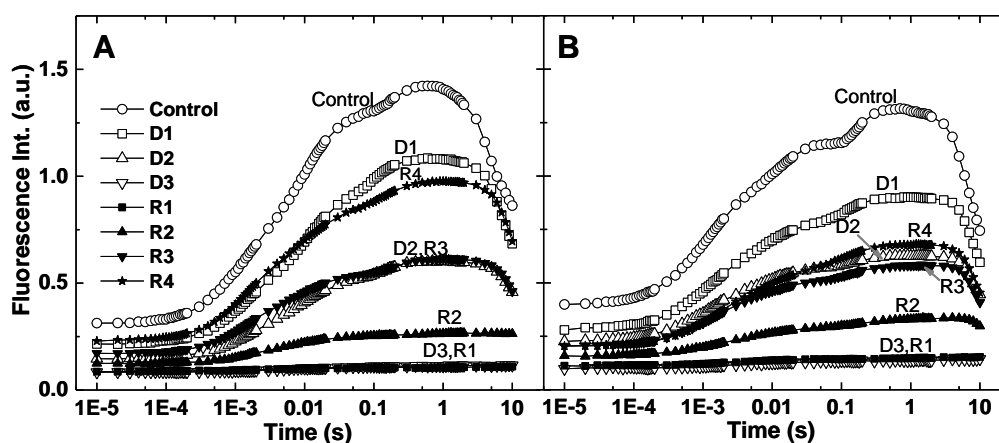 A
B
Fluorescence Int. (a.u.)
1.5
1.0
0.5
0.0
Control
D1
D2
D3
R1
R2
R3
R4
Control
D1
R4
D2,R3
R2
D3,R1
Control
D1
D2
R4
R3
R2
D3,R1
1E-5 1E-4 1E-3 0.01 0.1 1 10
1E-5 1E-4 1E-3 0.01 0.1 1 10
Time (s)
Time (s)